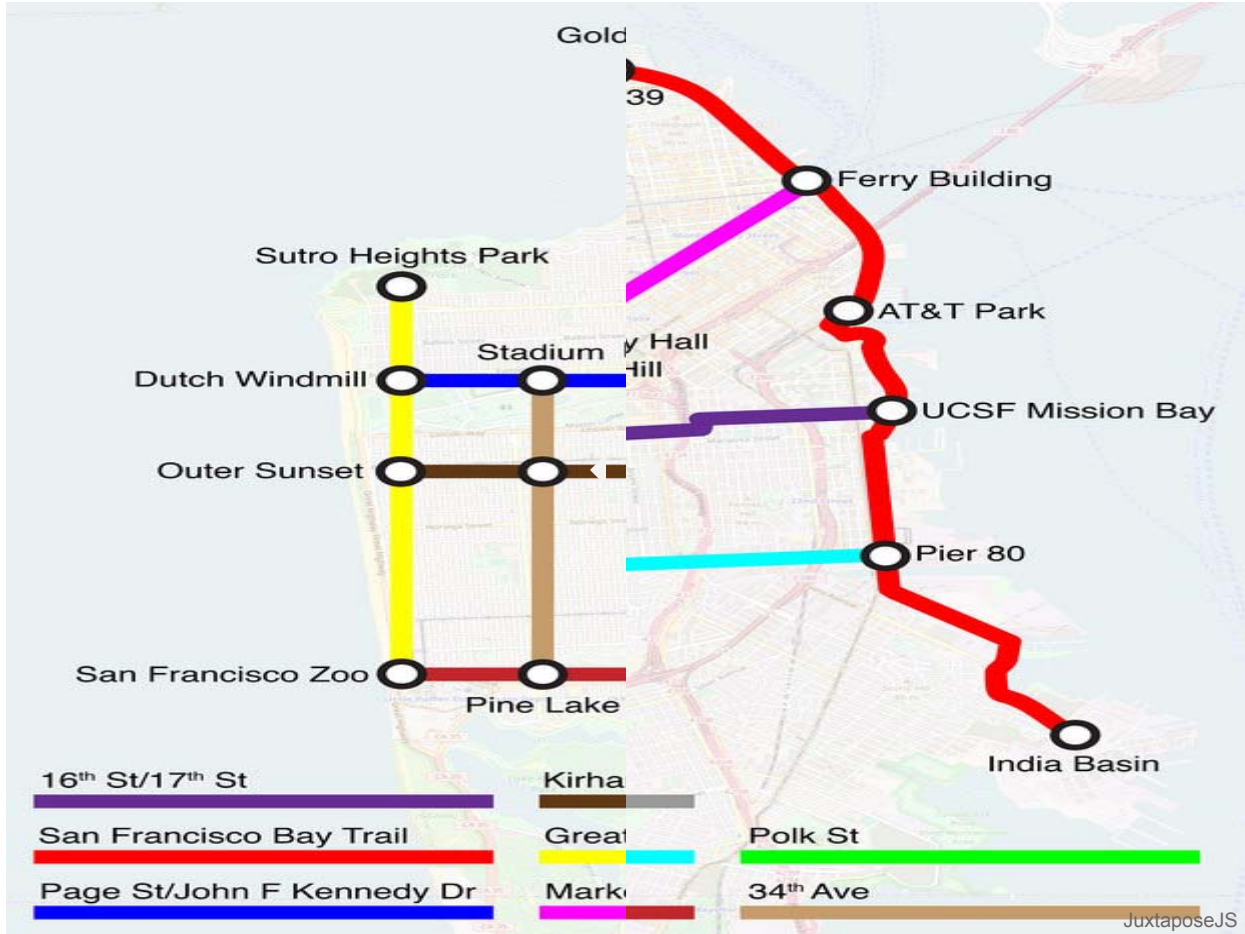 Gold
39
Ferry Building
Sutro Heights Park
AT&T Park
y Hall
Stadium
Hill
Dutch Windmill
UCSF Mission Bay
Outer Sunset
Pier 80
San Francisco Zoo
Pine Lake
India Basin
16th St/17th St
Kirha
San Francisco Bay Trail
Great
Polk St
Page St/John F Kennedy Dr
Marke
34th Ave
JuxtaposeJS